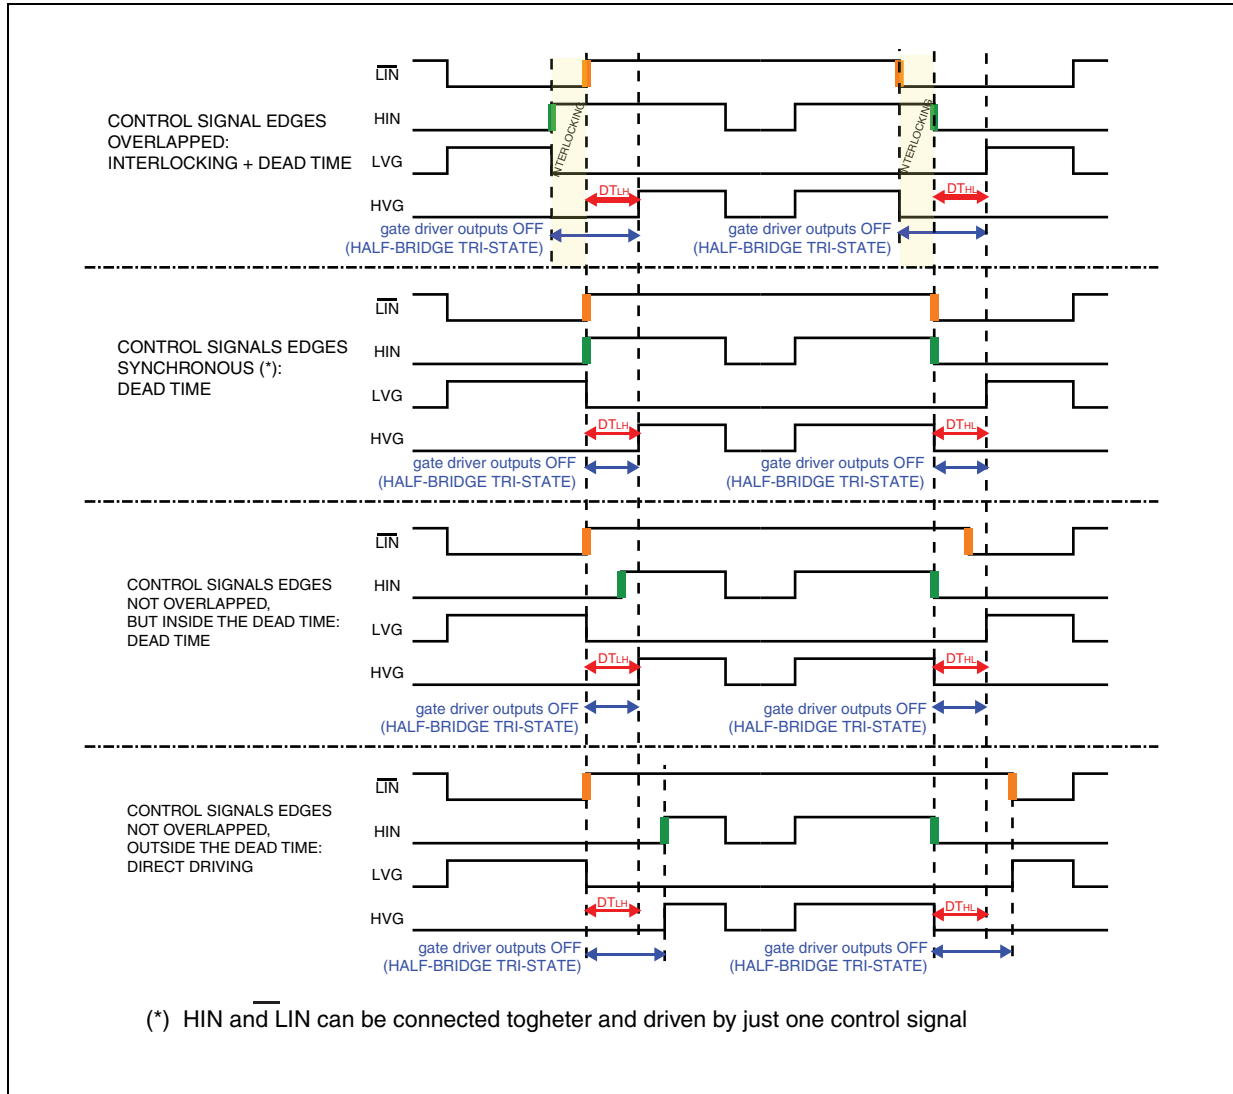 LIN
HIN
CONTROL SIGNAL EDGES
OVERLAPPED:
INTERLOCKING + DEAD TIME
LVG
HVG
INTERLOCKING
INTERLOCKING
DTLH
DTHL
gate driver outputs OFF
(HALF-BRIDGE TRI-STATE)
gate driver outputs OFF
(HALF-BRIDGE TRI-STATE)
LIN
HIN
CONTROL SIGNALS EDGES
SYNCHRONOUS (*):
DEAD TIME
LVG
HVG
DTLH
DTHL
gate driver outputs OFF
(HALF-BRIDGE TRI-STATE)
gate driver outputs OFF
(HALF-BRIDGE TRI-STATE)
LIN
HIN
CONTROL SIGNALS EDGES
NOT OVERLAPPED,
BUT INSIDE THE DEAD TIME:
DEAD TIME
LVG
HVG
DTLH
DTHL
gate driver outputs OFF
(HALF-BRIDGE TRI-STATE)
gate driver outputs OFF
(HALF-BRIDGE TRI-STATE)
LIN
HIN
CONTROL SIGNALS EDGES
NOT OVERLAPPED,
OUTSIDE THE DEAD TIME:
DIRECT DRIVING
LVG
HVG
DTLH
DTHL
gate driver outputs OFF
(HALF-BRIDGE TRI-STATE)
gate driver outputs OFF
(HALF-BRIDGE TRI-STATE)
(*) HIN and LIN can be connected togheter and driven by just one control signal